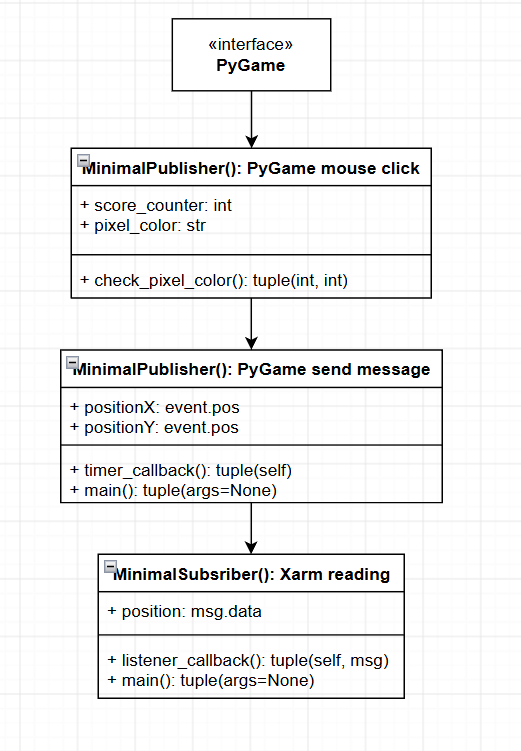 «interface»
PyGame
MinimalPublisher(): PyGame mouse click
+ score_counter: int
+ pixel_color: str
+ check_pixel_color(): tuple(int, int)
MinimalPublisher(): PyGame send message
+ positionX: event.pos
+ positionY: event.pos
+ timer_callback(): tuple(self)
+ main(): tuple(args=None)
MinimalSubsriber(): Xarm reading
+ position: msg.data
+ listener_callback(): tuple(self, msg)
+ main(): tuple(args=None)